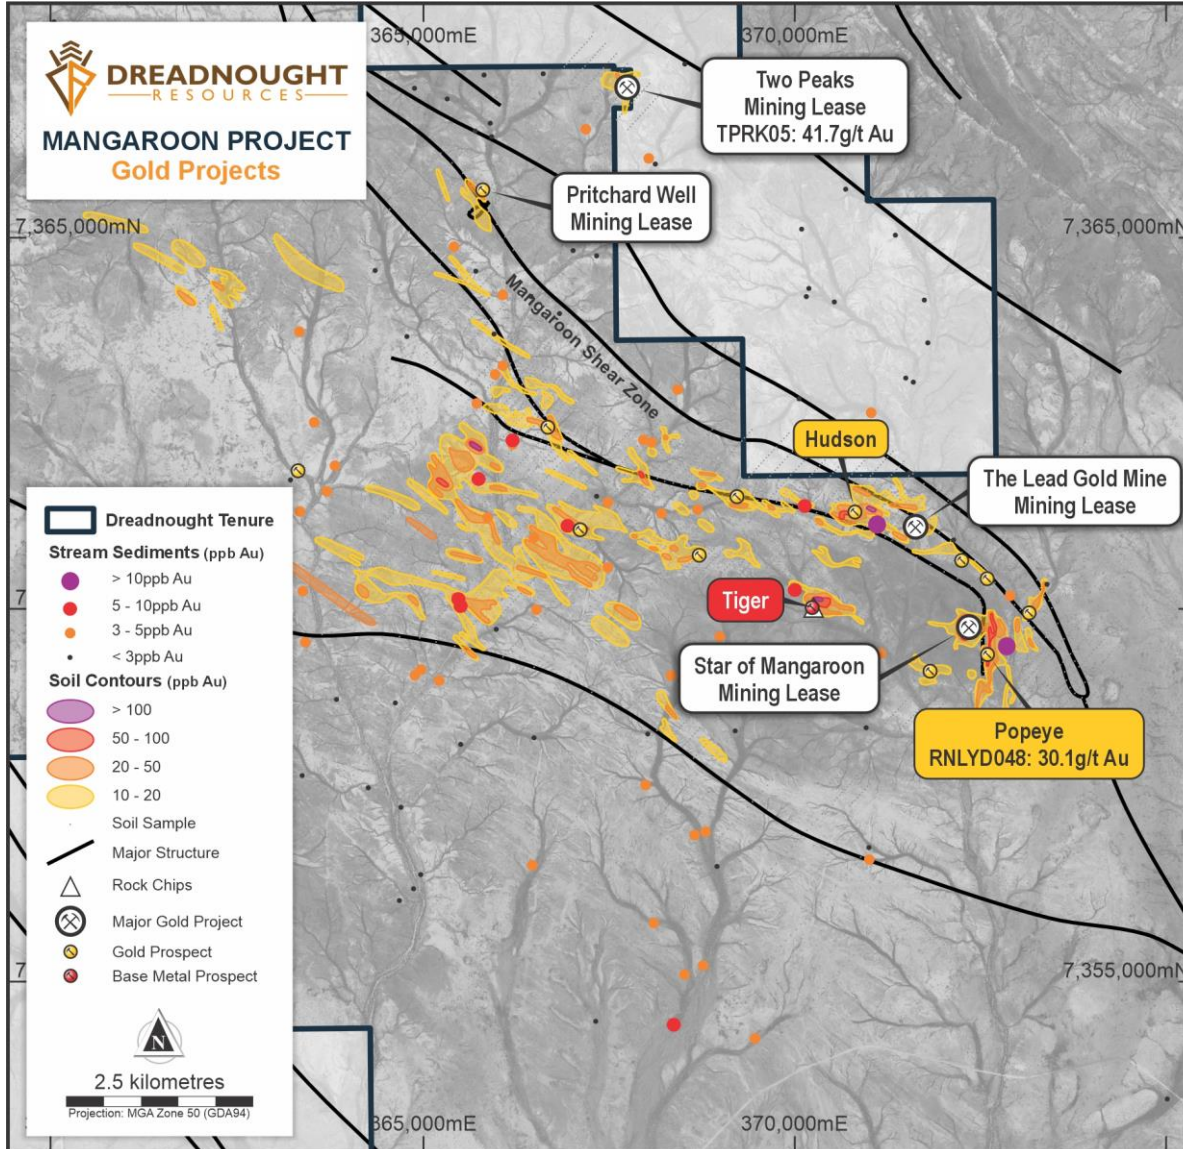 365,000mE
370,000mE
DREADNOUGHT
RESOURCES
MANGAROON PROJECT
Gold Projects
Two Peaks
Mining Lease
TPRK05: 41.7g/t Au
Pritchard Well
Mining Lease
7,365,000mN
7,365,000mN
Mangaroon Shear Zone
Hudson
The Lead Gold Mine
Mining Lease
Tiger
Star of Mangaroon
Mining Lease
Popeye
RNLYD048: 30.1g/t Au
Dreadnought Tenure
Stream Sediments (ppb Au)
> 10ppb Au
5 - 10ppb Au
3 - 5ppb Au
< 3ppb Au
Soil Contours (ppb Au)
> 100
50 - 100
20 - 50
10 - 20
Soil Sample
Major Structure
Rock Chips
Major Gold Project
Gold Prospect
Base Metal Prospect
N
2.5 kilometres
Projection: MGA Zone 50 (GDA94)
7,355,000mN
365,000mE
370,000mE